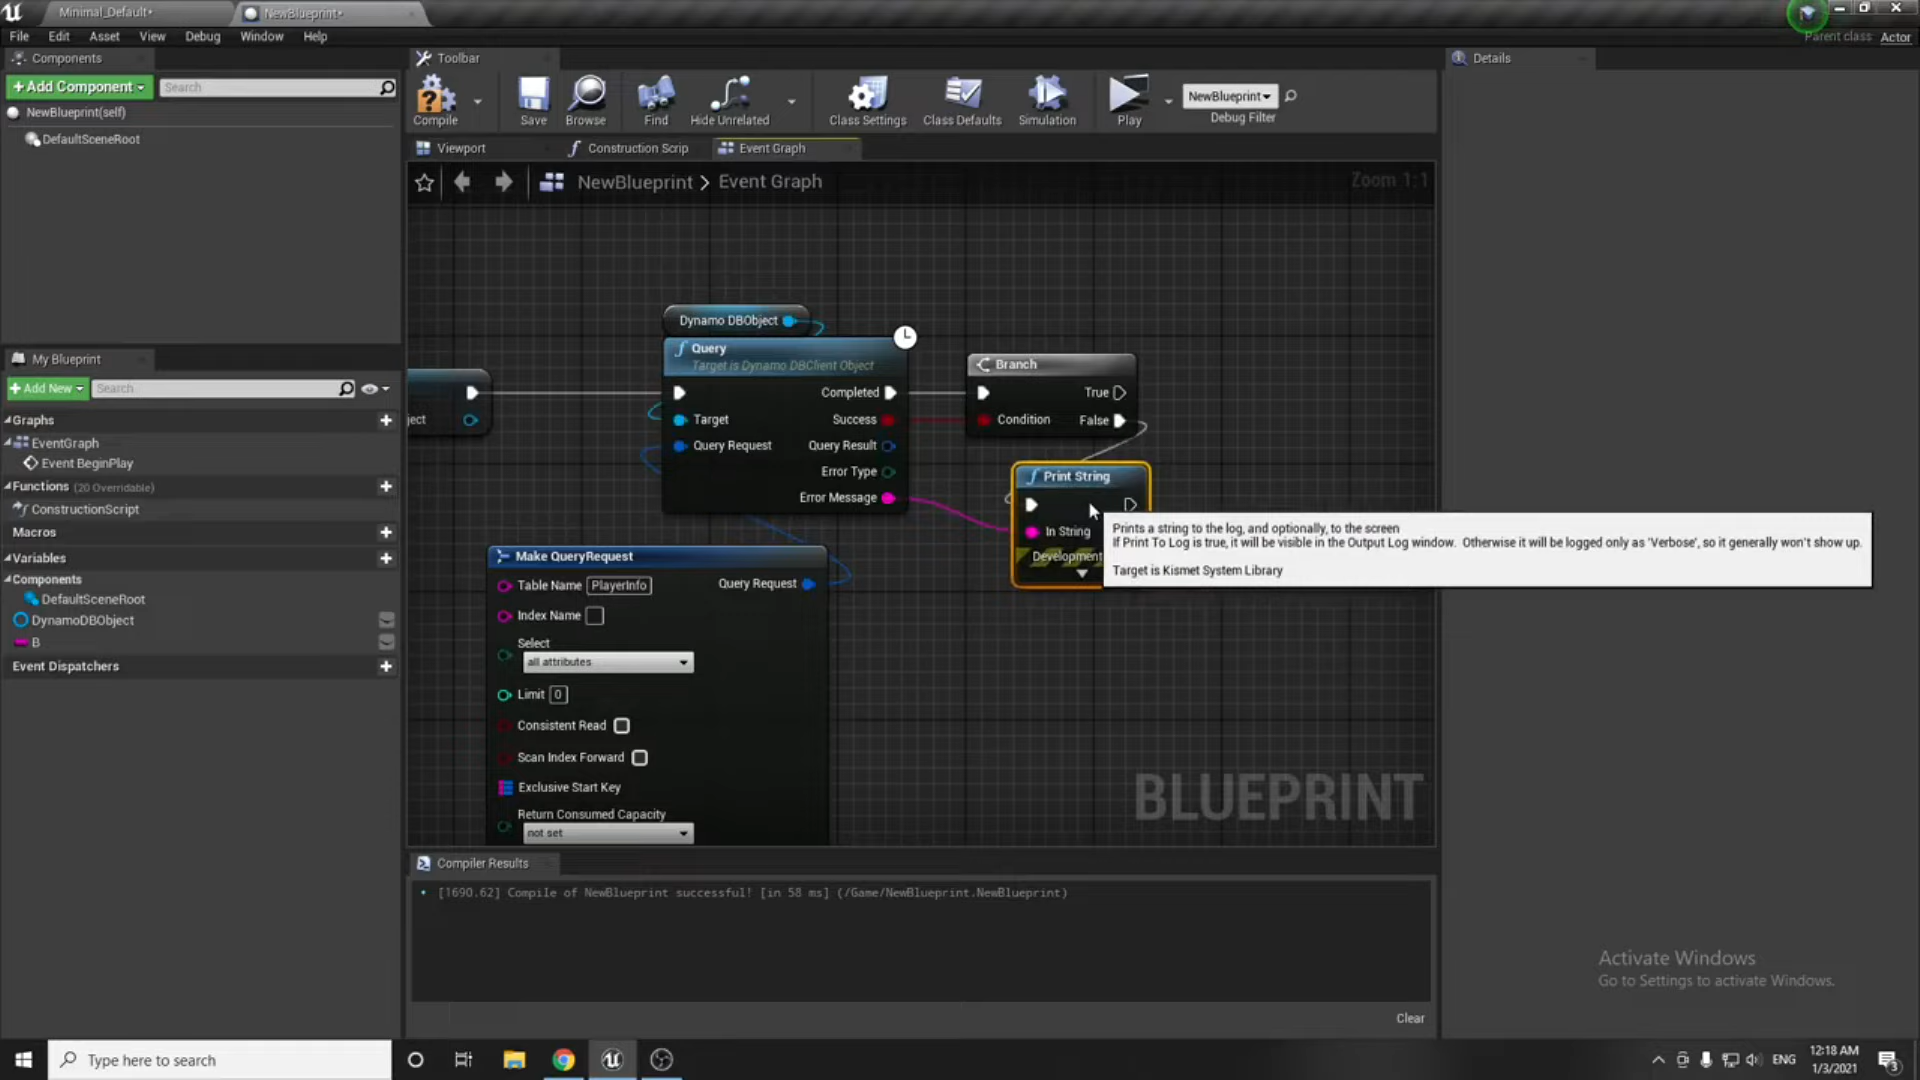 Minimal_Default*
NewBlueprint*
File Edit Asset View Debug Window Help
Parent class: Actor
Components
+Add Component
Search
NewBlueprint(self)
DefaultSceneRoot
Toolbar
Compile
Save
Browse
Find
Hide Unrelated
Class Settings
Class Defaults
Simulation
Play
NewBlueprint
Debug Filter
Details
Viewport
Construction Scrip
Event Graph
NewBlueprint > Event Graph
Zoom 1:1
My Blueprint
+Add New
Search
Graphs
EventGraph
Event BeginPlay
Functions (20 Overridable)
ConstructionScript
Macros
Variables
Components
DefaultSceneRoot
DynamoDBObject
B
Event Dispatchers
ject
Dynamo DBObject
Query
Target is Dynamo DBClient Object
Completed
Target
Success
Query Request
Query Result
Error Type
Error Message
Branch
True
Condition
False
Print String
In String
Development
Prints a string to the log, and optionally, to the screen
If Print To Log is true, it will be visible in the Output Log window. Otherwise it will be logged only as 'Verbose', so it generally won't show up.
Target is Kismet System Library
Make QueryRequest
Table Name PlayerInfo
Query Request
Index Name
Select
all attributes
Limit 0
Consistent Read
Scan Index Forward
Exclusive Start Key
Return Consumed Capacity
not set
BLUEPRINT
Compiler Results
[1690.62] Compile of NewBlueprint successful! [in 58 ms] (/Game/NewBlueprint.NewBlueprint)
Clear
Activate Windows
Go to Settings to activate Windows.
Type here to search
ENG
12:18 AM
1/3/2021
3